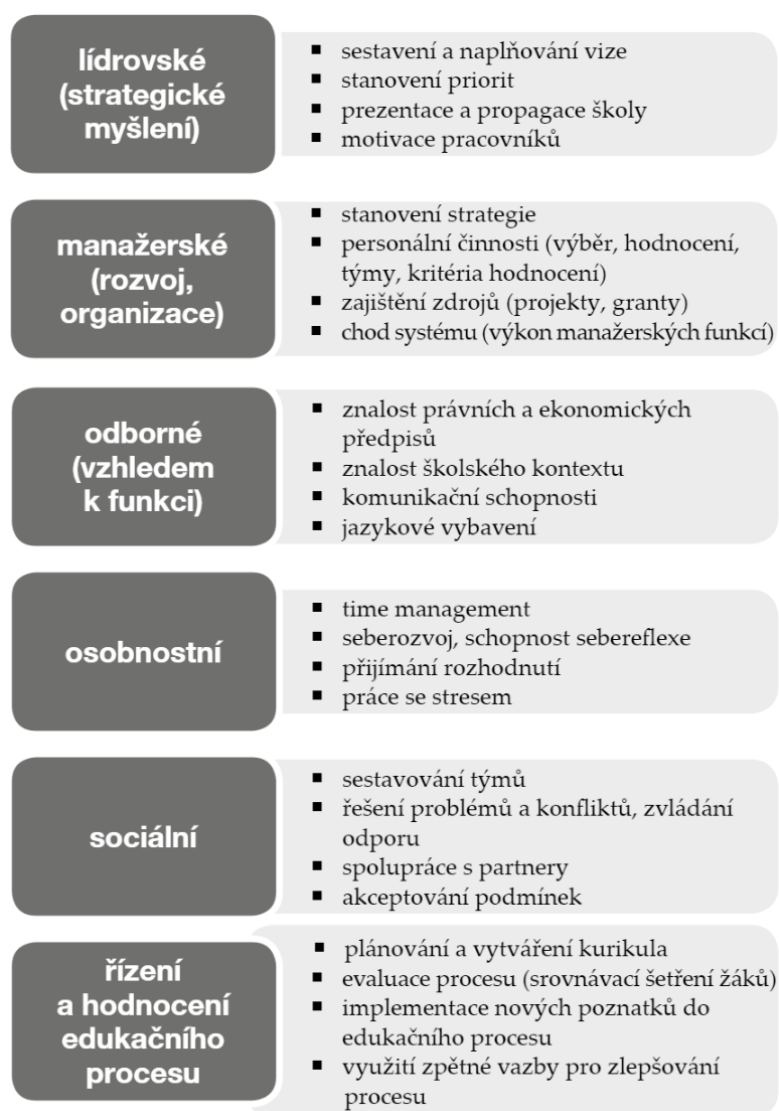 lídrovské
(strategické
myšlení)
▪ sestavení a naplňování vize
▪ stanovení priorit
▪ prezentace a propagace školy
▪ motivace pracovníků
manažerské
(rozvoj,
organizace)
▪ stanovení strategie
▪ personální činnosti (výběr, hodnocení,
týmy, kritéria hodnocení)
▪ zajištění zdrojů (projekty, granty)
▪ chod systému (výkon manažerských funkcí)
odborné
(vzhledem
k funkci)
▪ znalost právních a ekonomických
předpisů
▪ znalost školského kontextu
▪ komunikační schopnosti
▪ jazykové vybavení
osobnostní
▪ time management
▪ seberozvoj, schopnost sebereflexe
▪ přijímání rozhodnutí
▪ práce se stresem
sociální
▪ sestavování týmů
▪ řešení problémů a konfliktů, zvládání
odporu
▪ spolupráce s partnery
▪ akceptování podmínek
řízení
a hodnocení
edukačního
procesu
▪ plánování a vytváření kurikula
▪ evaluace procesu (srovnávací šetření žáků)
▪ implementace nových poznatků do
edukačního procesu
▪ využití zpětné vazby pro zlepšování
procesu